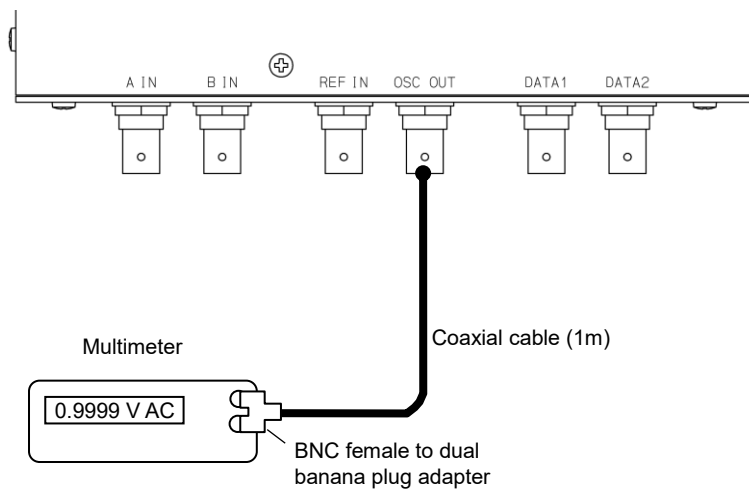 A IN
B IN
REF IN
OSC OUT
DATA1
DATA2
Multimeter
Coaxial cable (1m)
0.9999 V AC
BNC female to dual
banana plug adapter